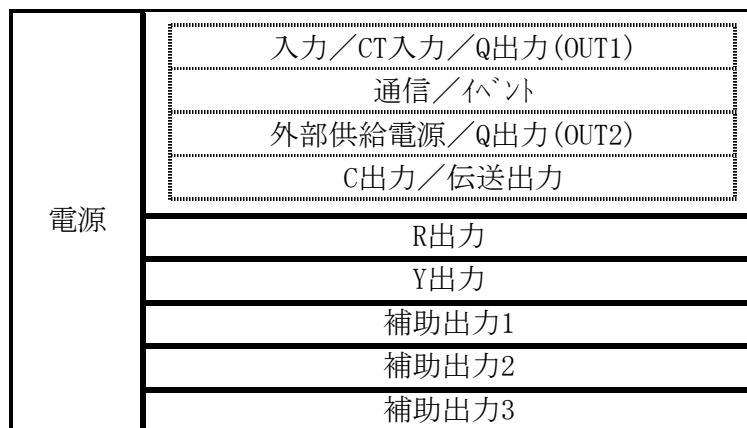 入力／CT入力／Q出力(OUT1)
通信／ｲﾍﾞﾝﾄ
外部供給電源／Q出力(OUT2)
C出力／伝送出力
電源
R出力
Y出力
補助出力1
補助出力2
補助出力3